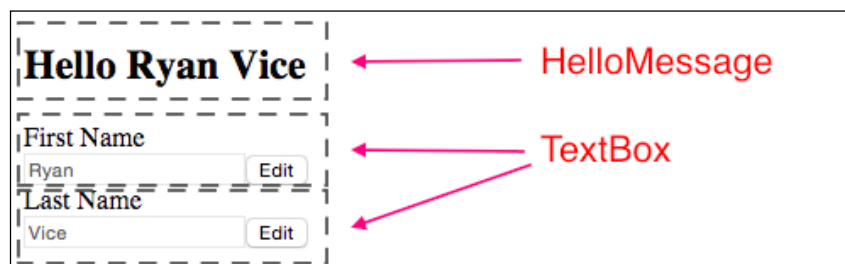 Hello Ryan Vice
HelloMessage
First Name
Ryan Edit
TextBox
Last Name
Vice Edit